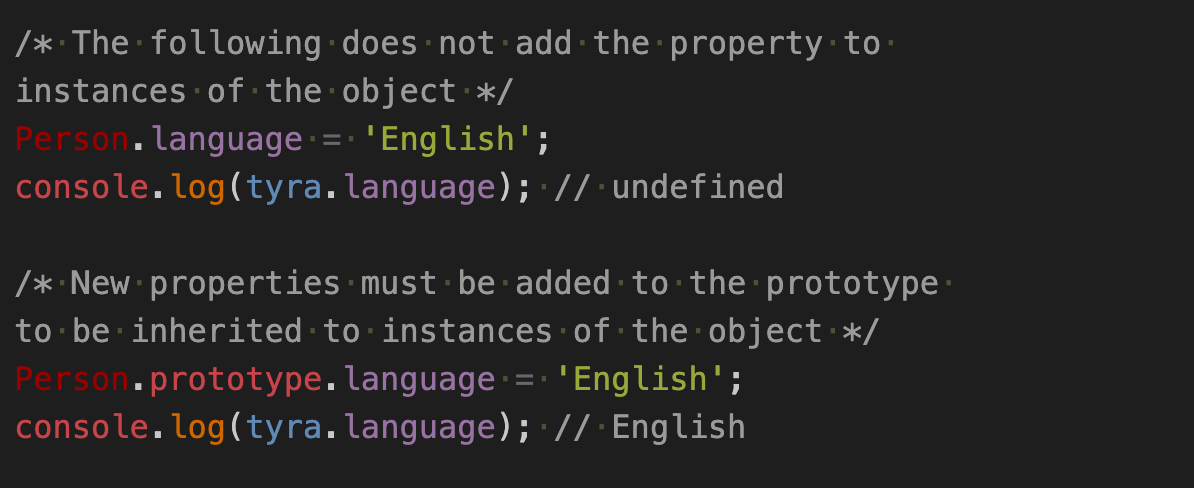 /* The following does not add the property to
instances of the object */
Person.language = 'English';
console.log(tyra.language); // undefined
/* New properties must be added to the prototype
to be inherited to instances of the object */
Person.prototype.language = 'English';
console.log(tyra.language); // English